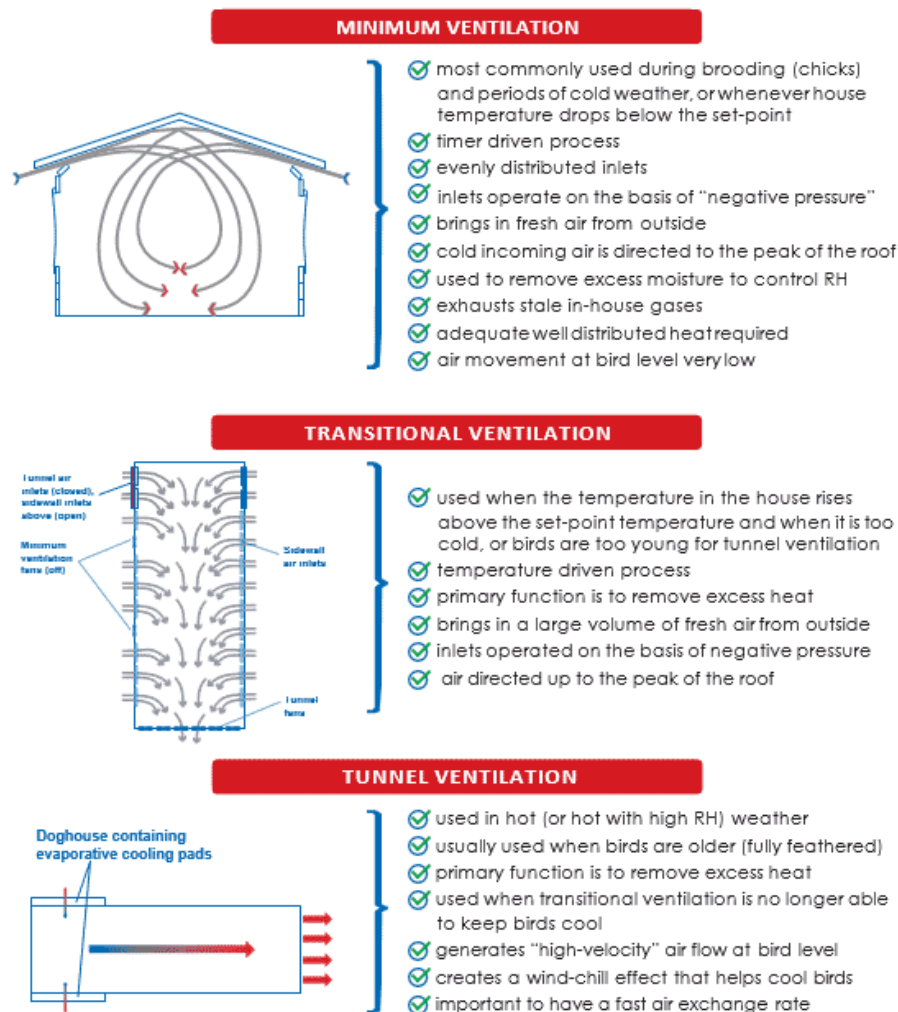 MINIMUM VENTILATION
most commonly used during brooding (chicks)
and periods of cold weather, or whenever house
temperature drops below the set-point
timer driven process
evenly distributed inlets
inlets operate on the basis of “negative pressure”
brings in fresh air from outside
cold incoming air is directed to the peak of the roof
used to remove excess moisture to control RH
exhausts stale in-house gases
adequate well distributed heat required
air movement at bird level very low
TRANSITIONAL VENTILATION
Tunnel air
inlets (closed),
sidewall inlets
above (open)
Minimum
ventilation
fans (off)
Sidewall
air inlets
Tunnel
fans
used when the temperature in the house rises
above the set-point temperature and when it is too
cold, or birds are too young for tunnel ventilation
temperature driven process
primary function is to remove excess heat
brings in a large volume of fresh air from outside
inlets operated on the basis of negative pressure
air directed up to the peak of the roof
TUNNEL VENTILATION
Doghouse containing
evaporative cooling pads
used in hot (or hot with high RH) weather
usually used when birds are older (fully feathered)
primary function is to remove excess heat
used when transitional ventilation is no longer able
to keep birds cool
generates “high-velocity” air flow at bird level
creates a wind-chill effect that helps cool birds
important to have a fast air exchange rate